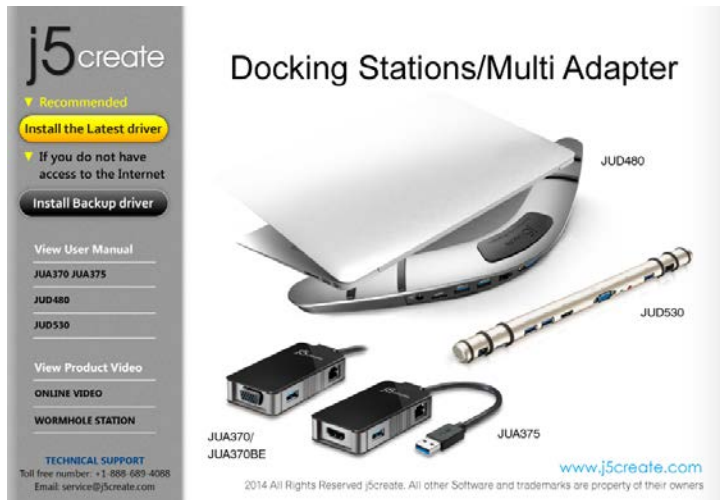 j5create
Recommended
Install the Latest driver
If you do not have
access to the Internet
Install Backup driver
View User Manual
JUA370 JUA375
JUD480
JUD530
View Product Video
ONLINE VIDEO
WORMHOLE STATION
TECHNICAL SUPPORT
Toll free number: +1-888-689-4088
Email: service@j5create.com
Docking Stations/Multi Adapter
JUD480
JUD530
JUA370/
JUA370BE
JUA375
www.j5create.com
2014 All Rights Reserved j5create. All other Software and trademarks are property of their owners